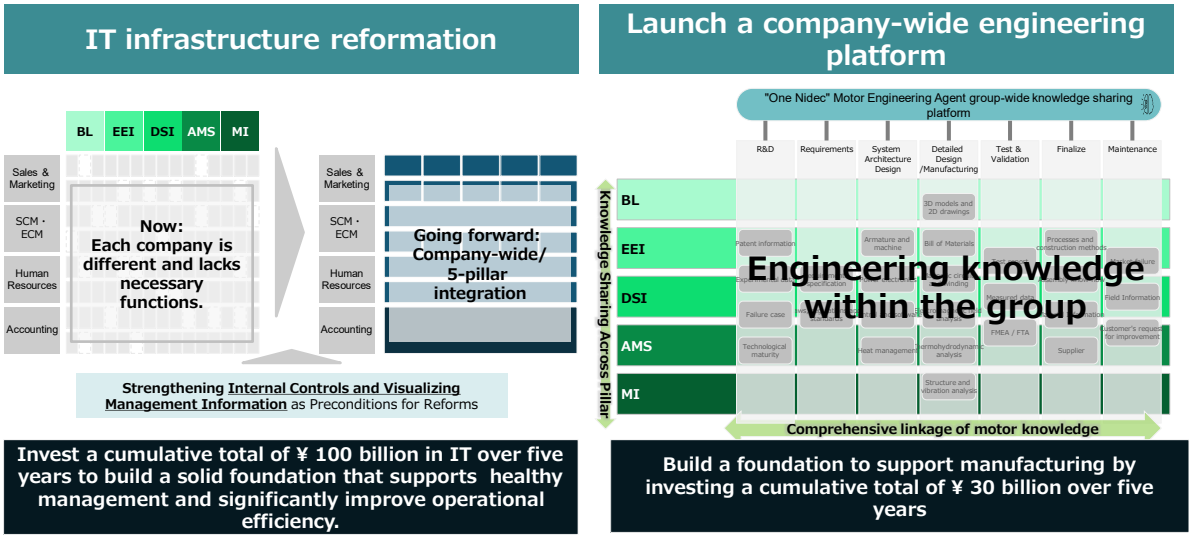 IT infrastructure reformation
BL EEI DSI AMS MI
Sales &
Marketing
SCM・
ECM
Human
Resources
Accounting
Now:
Each company is
different and lacks
necessary
functions.
Sales &
Marketing
SCM・
ECM
Human
Resources
Accounting
Going forward:
Company-wide/
5-pillar
integration
Strengthening Internal Controls and Visualizing
Management Information as Preconditions for Reforms
Invest a cumulative total of ¥ 100 billion in IT over five
years to build a solid foundation that supports healthy
management and significantly improve operational
efficiency.
Launch a company-wide engineering
platform
"One Nidec" Motor Engineering Agent group-wide knowledge sharing
platform
R&D
Requirements
System
Architecture
Design
Detailed
Design
/Manufacturing
Test &
Validation
Finalize
Maintenance
Knowledge Sharing Across Pillar
BL
EEI
DSI
AMS
MI
3D models and
2D drawings
Patent information
Armature and
machine
Bill of Materials
Processes and
construction methods
Engineering knowledge
within the group
Failure case
Measured data
Field Information
FMEA / FTA
Customer's request
for improvement
Technological
maturity
Heat management
Thermohydrodynamic
analysis
Supplier
Structure and
vibration analysis
Comprehensive linkage of motor knowledge
Build a foundation to support manufacturing by
investing a cumulative total of ¥ 30 billion over five
years